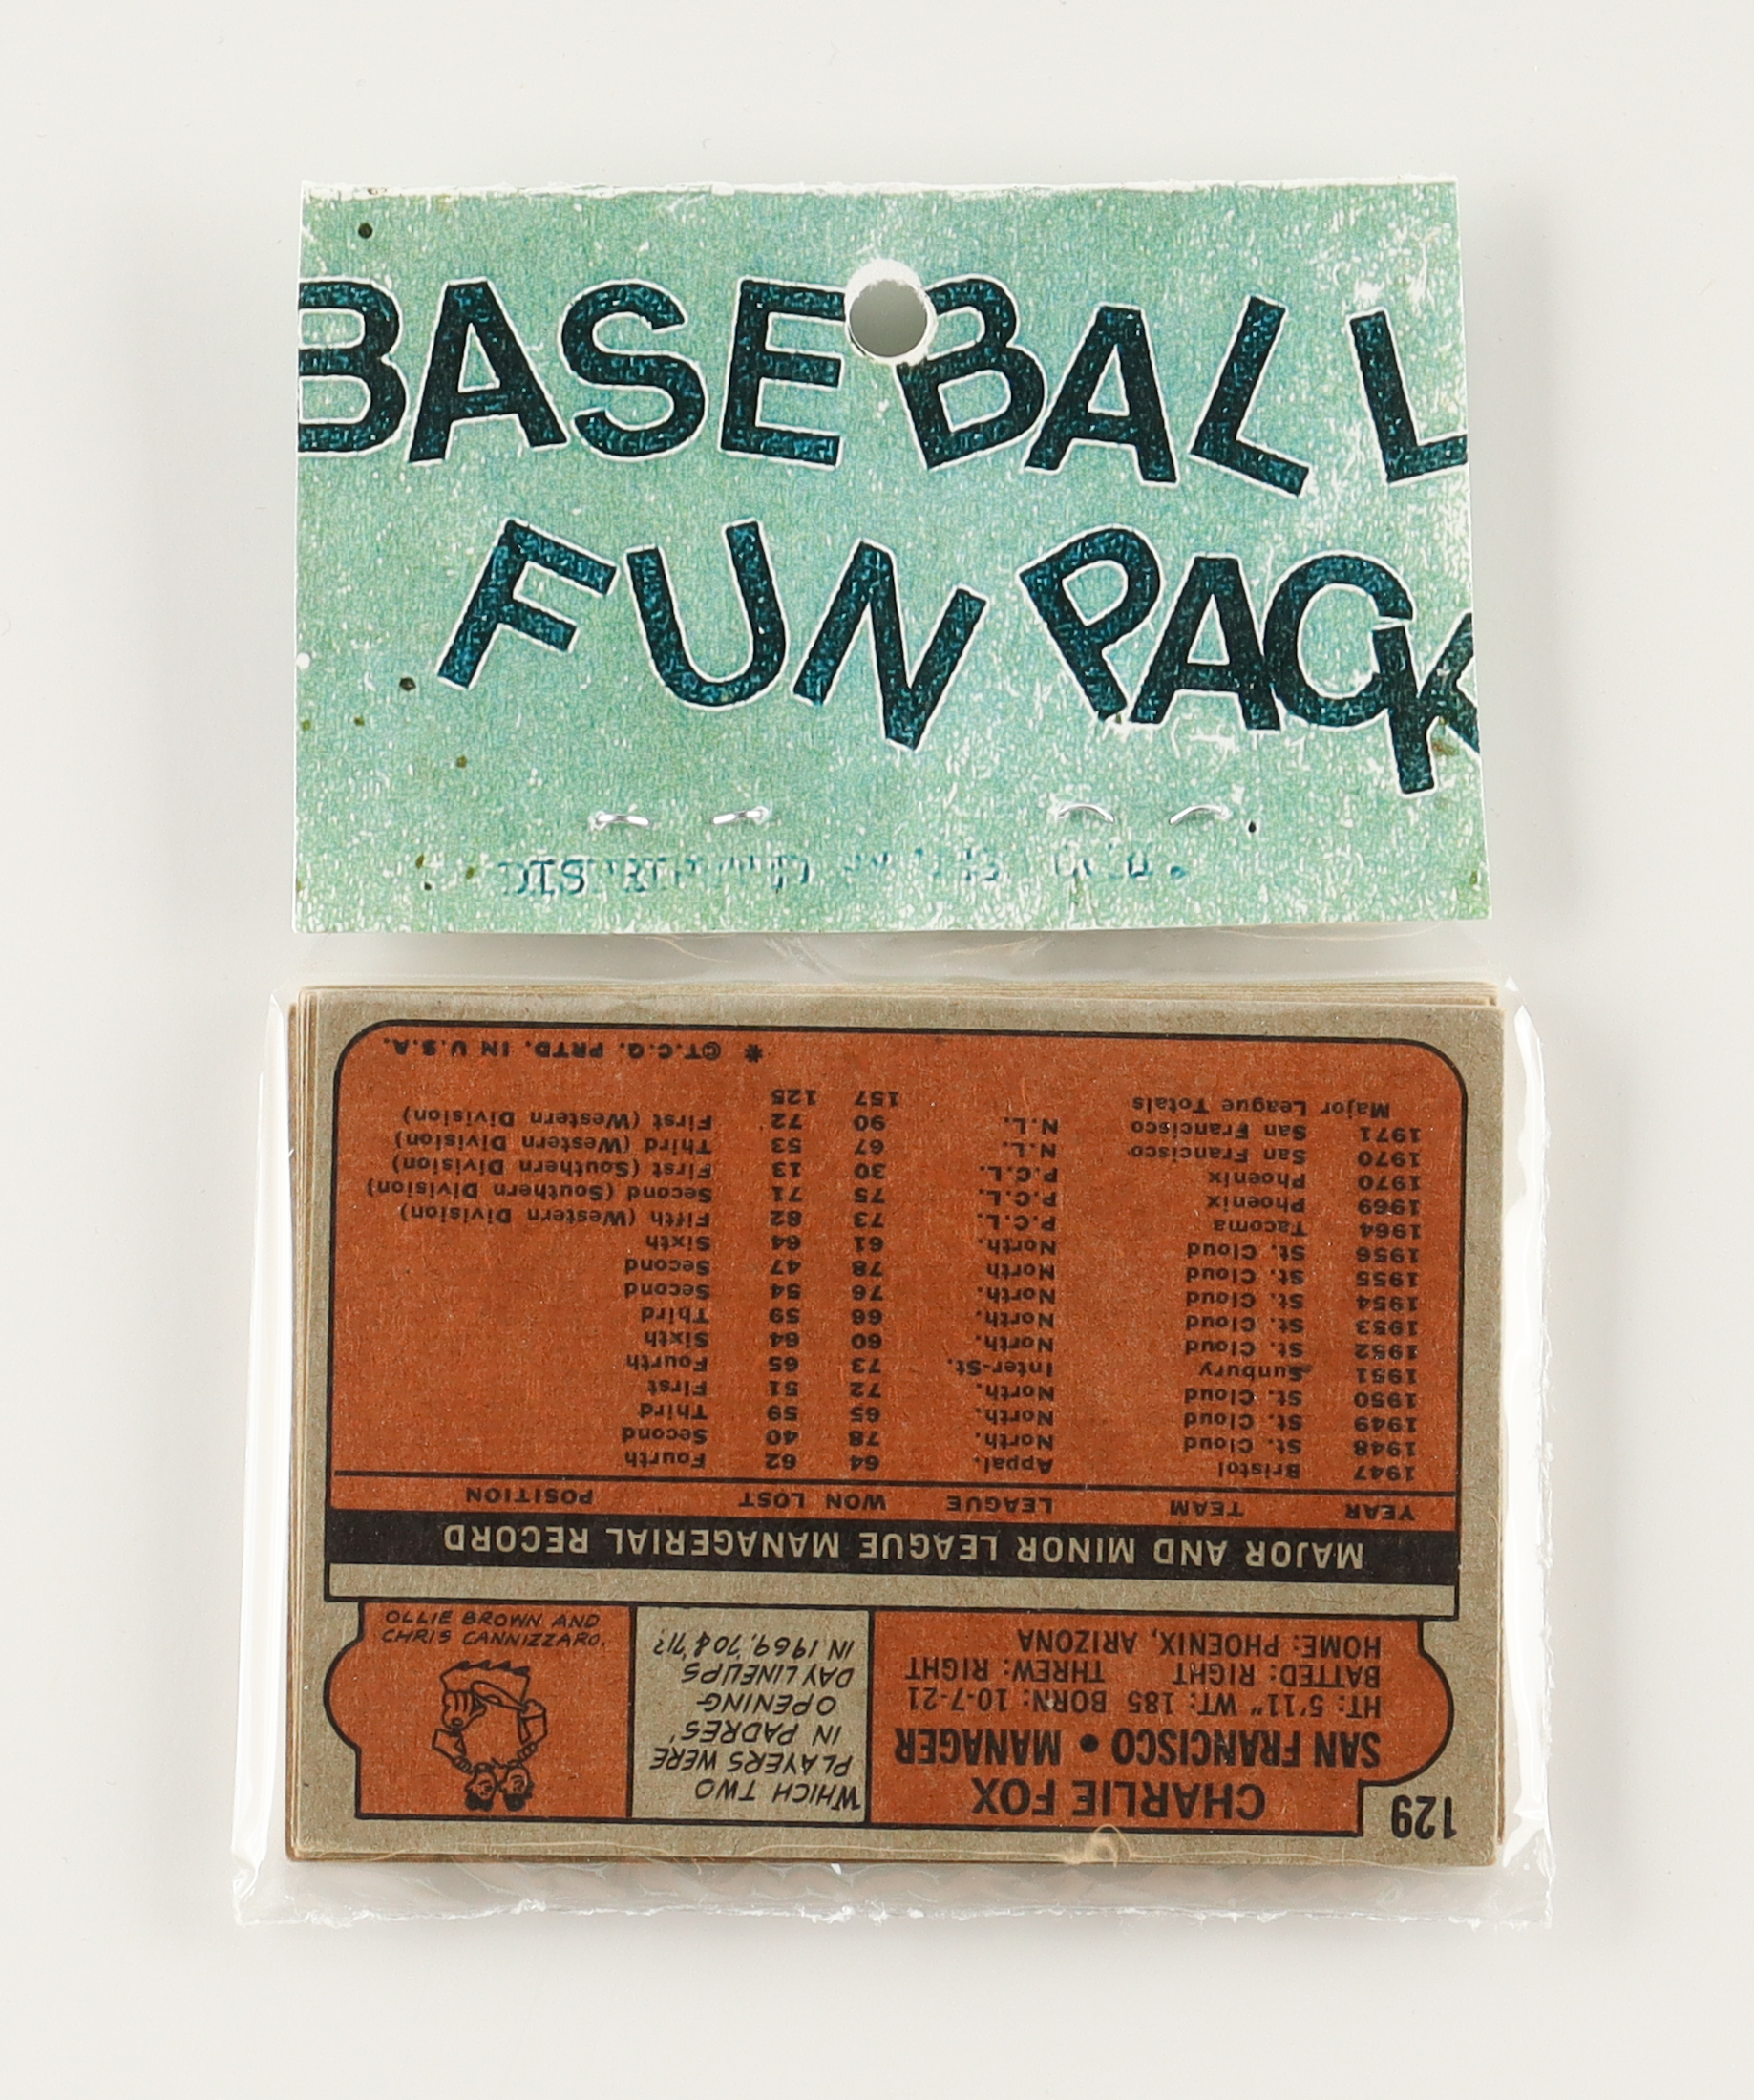 BASEBALL
FUN PACK
129
CHARLIE FOX
SAN FRANCISCO • MANAGER
HT: 5'11" WT: 185 BORN: 10-7-21
BATTED: RIGHT THREW: RIGHT
HOME: PHOENIX, ARIZONA
WHICH TWO
PLAYERS WERE
IN PADRES'
OPENING
DAY LINEUPS
IN 1969, '70 & '71?
OLLIE BROWN AND
CHRIS CANNIZZARO.
MAJOR AND MINOR LEAGUE MANAGERIAL RECORD
YEAR TEAM LEAGUE WON LOST POSITION
1947 Bristol Appal. 64 62 Fourth
1948 St. Cloud North. 78 40 Second
1949 St. Cloud North. 65 59 Third
1950 St. Cloud North. 72 51 First
1951 Sunbury Inter-St. 73 65 Fourth
1952 St. Cloud North. 60 64 Sixth
1953 St. Cloud North. 66 59 Third
1954 St. Cloud North. 76 54 Second
1955 St. Cloud North 78 47 Second
1956 St. Cloud North. 61 64 Sixth
1964 Tacoma P.C.L. 73 82 Fifth (Western Division)
1969 Phoenix P.C.L. 75 71 Second (Southern Division)
1970 Phoenix P.C.L. 30 13 First (Southern Division)
1970 San Francisco N.L. 67 53 Third (Western Division)
1971 San Francisco N.L. 90 72 First (Western Division)
Major League Totals 157 125
* ©T.C.G. PRTD. IN U.S.A.